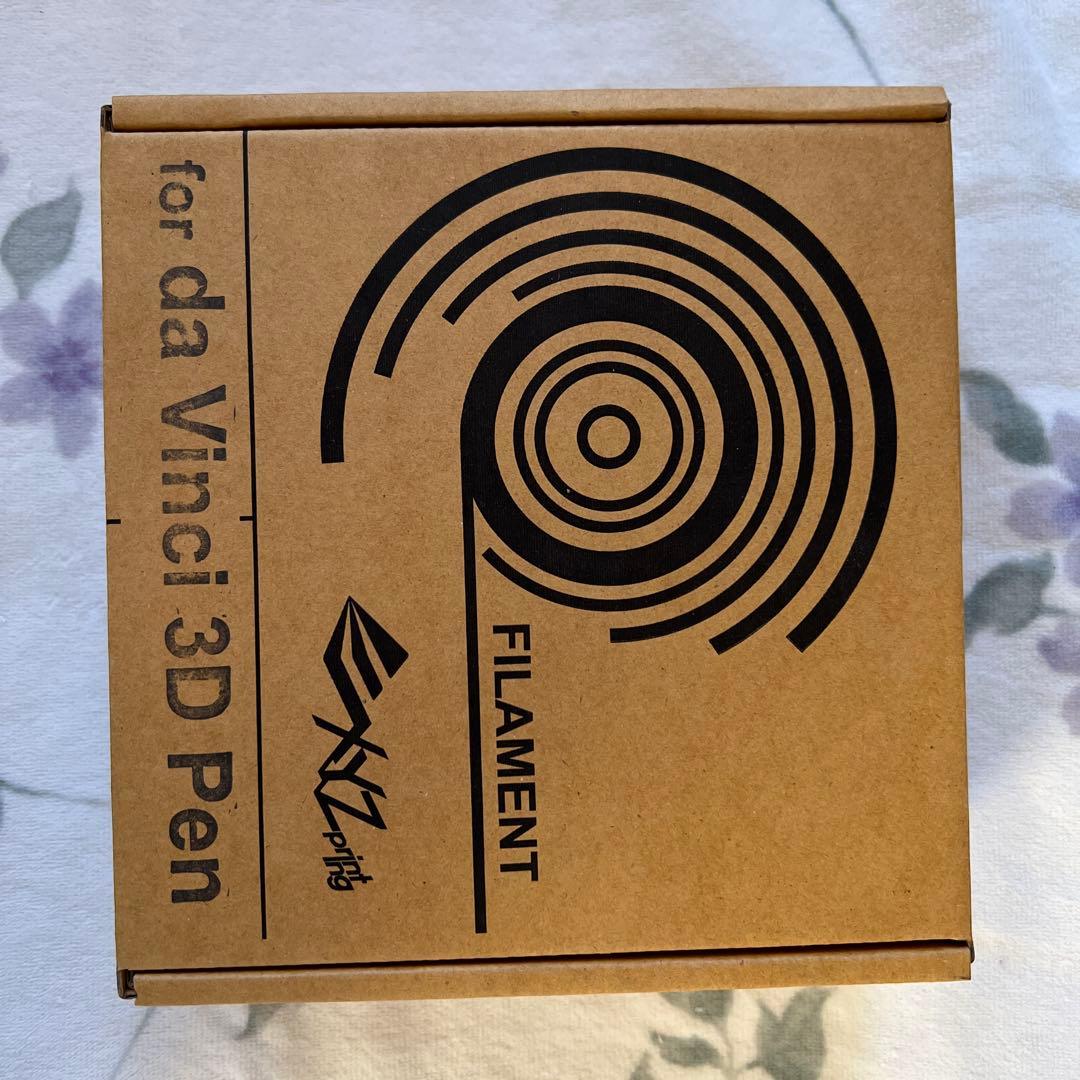 FILAMENT
XYZprinting
for da Vinci 3D Pen